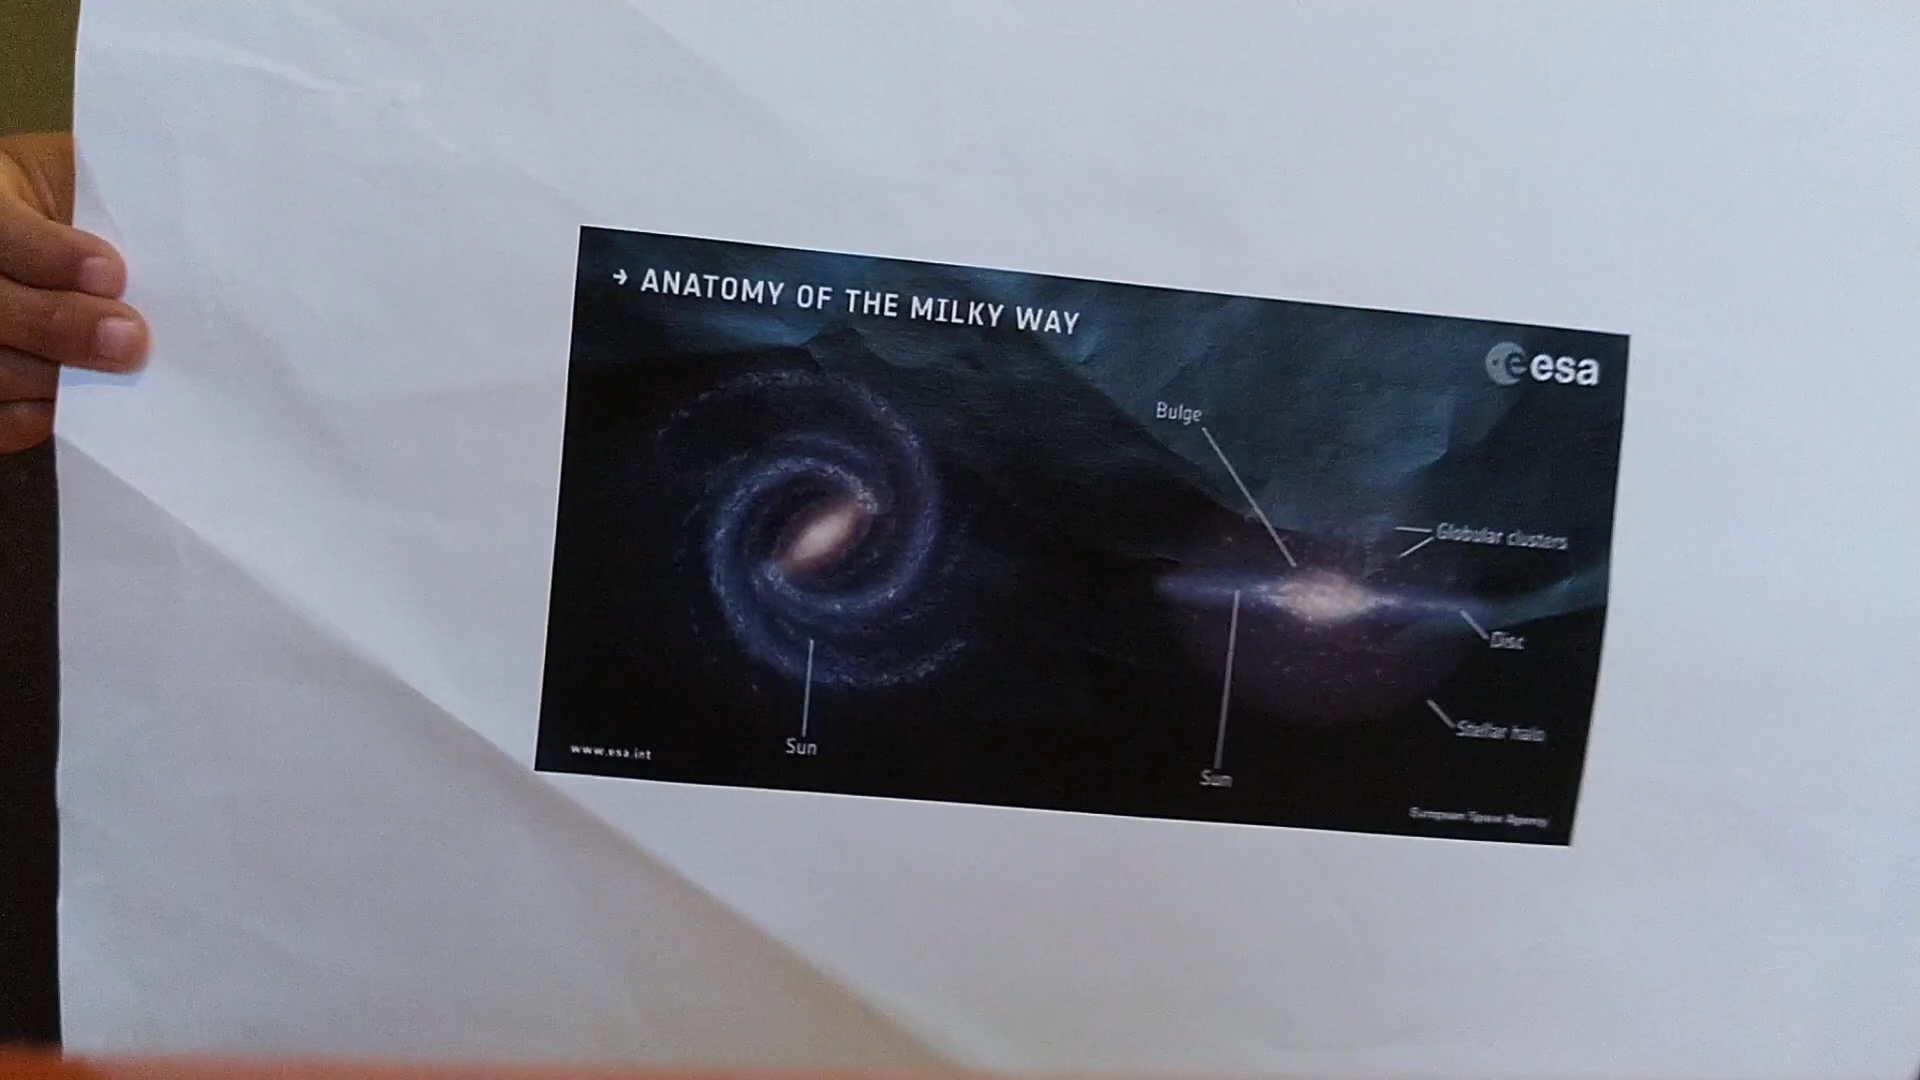 → ANATOMY OF THE MILKY WAY
esa
Bulge
Globular clusters
Disc
Stellar halo
Sun
Sun
www.esa.int
European Space Agency